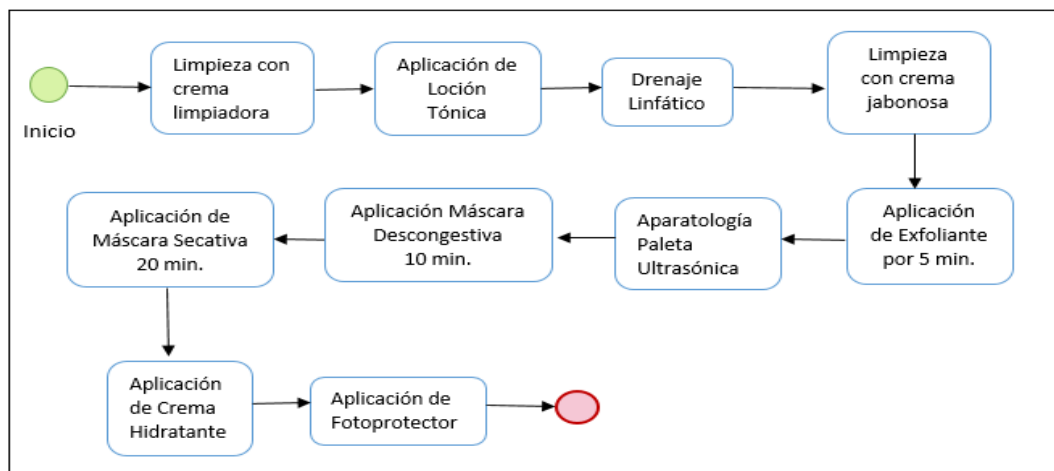 Inicio
Limpieza con
crema
limpiadora
Aplicación de
Loción
Tónica
Drenaje
Linfático
Limpieza
con crema
jabonosa
Aplicación
de Exfoliante
por 5 min.
Aparatología
Paleta
Ultrasónica
Aplicación Máscara
Descongestiva
10 min.
Aplicación de
Máscara Secativa
20 min.
Aplicación
de Crema
Hidratante
Aplicación de
Fotoprotector